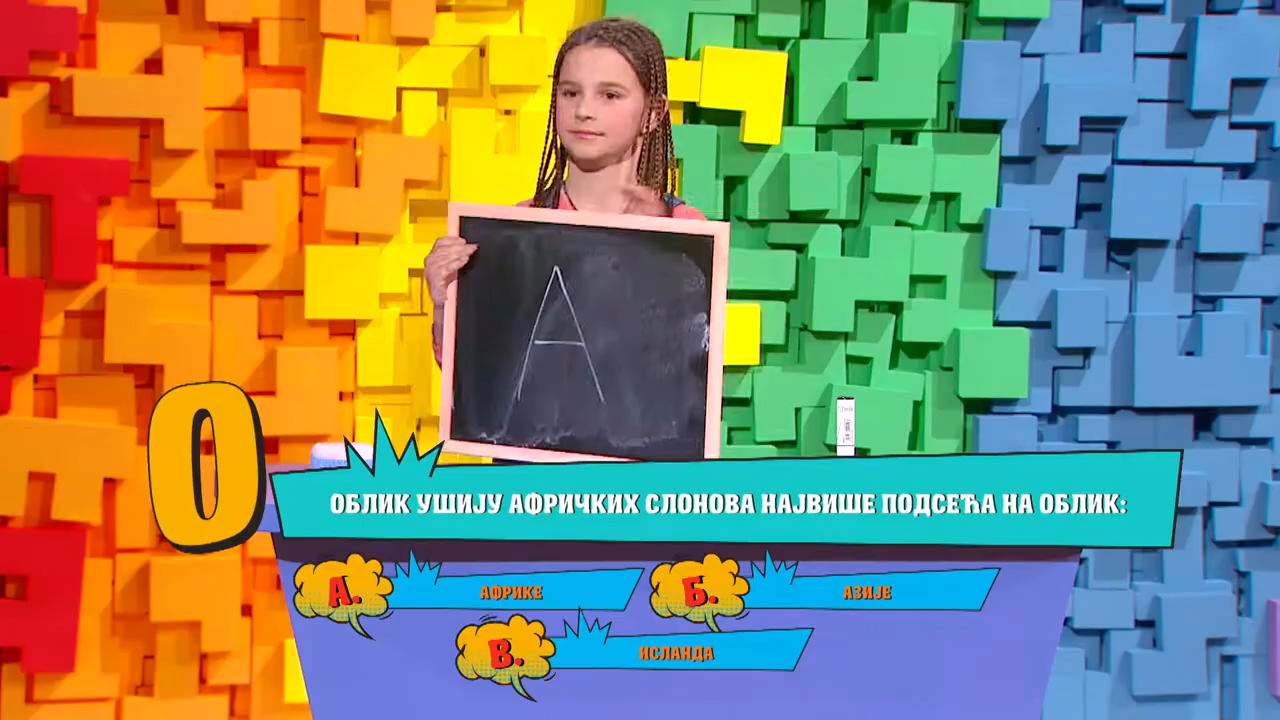 А
О
ОБЛИК УШИЈУ АФРИЧКИХ СЛОНОВА НАЈВИШЕ ПОДСЕЋА НА ОБЛИК:
А. АФРИКЕ
Б. АЗИЈЕ
В. ИСЛАНДА